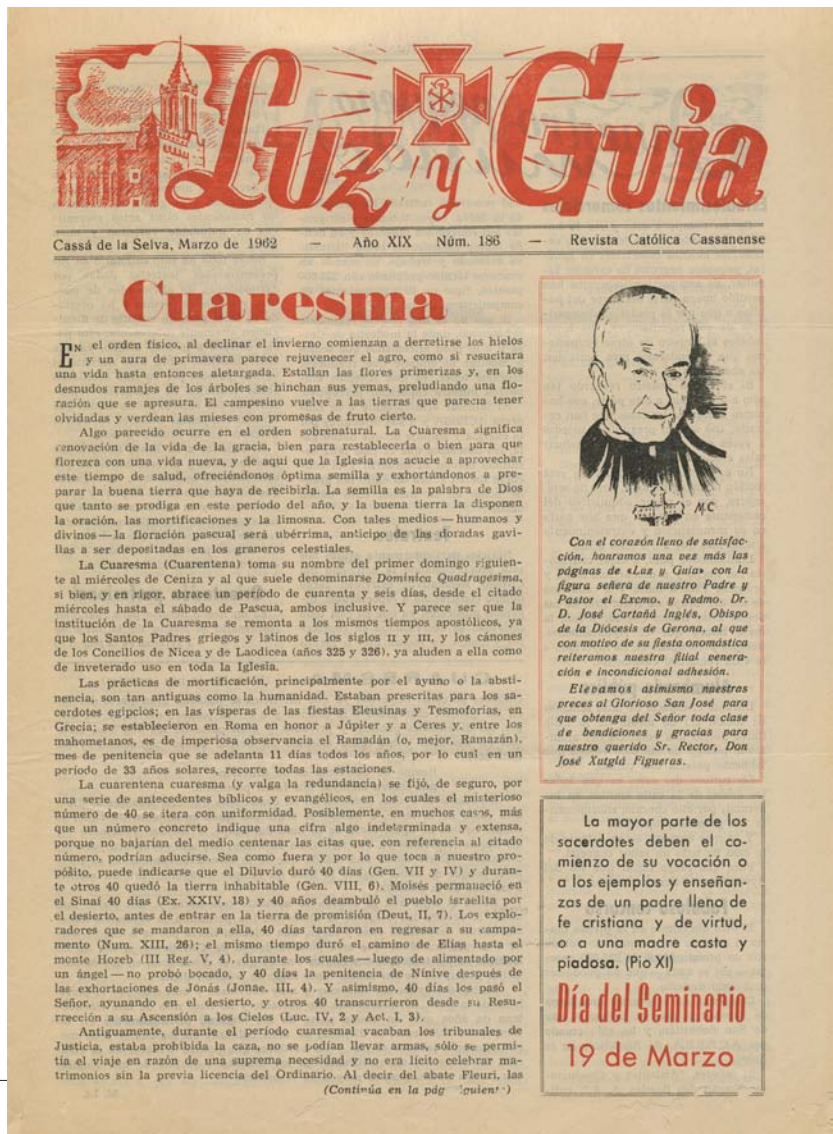 Luz y Guía
Cassá de la Selva, Marzo de 1962 — Año XIX Núm. 186 — Revista Católica Cassanense
Cuaresma
EN el orden físico, al declinar el invierno comienzan a derretirse los hielos
y un aura de primavera parece rejuvenecer el agro, como si resucitara
una vida hasta entonces aletargada. Estallan las flores primerizas y, en los
desnudos ramajes de los árboles se hinchan sus yemas, preludiando una flo-
ración que se apresura. El campesino vuelve a las tierras que parecía tener
olvidadas y verdean las mieses con promesas de fruto cierto.
Algo parecido ocurre en el orden sobrenatural. La Cuaresma significa
renovación de la vida de la gracia, bien para restablecerla o bien para que
florezca con una vida nueva, y de aquí que la Iglesia nos acucie a aprovechar
este tiempo de salud, ofreciéndonos óptima semilla y exhortándonos a pre-
parar la buena tierra que haya de recibirla. La semilla es la palabra de Dios
que tanto se prodiga en este período del año, y la buena tierra la disponen
la oración, las mortificaciones y la limosna. Con tales medios — humanos y
divinos — la floración pascual será ubérrima, anticipo de las doradas gavi-
llas a ser depositadas en los graneros celestiales.
La Cuaresma (Cuarentena) toma su nombre del primer domingo siguien-
te al miércoles de Ceniza y al que suele denominarse Dominica Quadragesima,
si bien, y en rigor, abrace un período de cuarenta y seis días, desde el citado
miércoles hasta el sábado de Pascua, ambos inclusive. Y parece ser que la
institución de la Cuaresma se remonta a los mismos tiempos apostólicos, ya
que los Santos Padres griegos y latinos de los siglos II y III, y los cánones
de los Concilios de Nicea y de Laodicea (años 325 y 326), ya aluden a ella como
de inveterado uso en toda la Iglesia.
Las prácticas de mortificación, principalmente por el ayuno o la absti-
nencia, son tan antiguas como la humanidad. Estaban prescritas para los sa-
cerdotes egipcios; en las vísperas de las fiestas Eleusinas y Tesmoforias, en
Grecia; se establecieron en Roma en honor a Júpiter y a Ceres y, entre los
mahometanos, es de imperiosa observancia el Ramadán (o, mejor, Ramazán),
mes de penitencia que se adelanta 11 días todos los años, por lo cual en un
período de 33 años solares, recorre todas las estaciones.
La cuarentena cuaresma (y valga la redundancia) se fijó, de seguro, por
una serie de antecedentes bíblicos y evangélicos, en los cuales el misterioso
número de 40 se itera con uniformidad. Posiblemente, en muchos casos, más
que un número concreto indique una cifra algo indeterminada y extensa,
porque no bajarían del medio centenar las citas que, con referencia al citado
número, podrían aducirse. Sea como fuera y por lo que toca a nuestro pro-
pósito, puede indicarse que el Diluvio duró 40 días (Gen. VII y IV) y duran-
te otros 40 quedó la tierra inhabitable (Gen. VIII, 6). Moisés permaneció en
el Sinaí 40 días (Ex. XXIV, 18) y 40 años deambuló el pueblo israelita por
el desierto, antes de entrar en la tierra de promisión (Deut, II, 7). Los explo-
radores que se mandaron a ella, 40 días tardaron en regresar a su campa-
mento (Num. XIII, 26); el mismo tiempo duró el camino de Elías hasta el
monte Horeb (III Reg. V, 4), durante los cuales — luego de alimentado por
un ángel — no probó bocado, y 40 días la penitencia de Nínive después de
las exhortaciones de Jonás (Jonae. III, 4). Y asimismo, 40 días los pasó el
Señor, ayunando en el desierto, y otros 40 transcurrieron desde su Resu-
rrección a su Ascensión a los Cielos (Luc. IV, 2 y Act. I, 3).
Antiguamente, durante el período cuaresmal vacaban los tribunales de
Justicia, estaba prohibida la caza, no se podían llevar armas, sólo se permi-
tía el viaje en razón de una suprema necesidad y no era lícito celebrar ma-
trimonios sin la previa licencia del Ordinario. Al decir del abate Fleuri, las
(Continúa en la pág siguiente)
M.C
Con el corazón lleno de satisfac-
ción, honramos una vez más las
páginas de «Luz y Guía» con la
figura señera de nuestro Padre y
Pastor el Excmo. y Redmo. Dr.
D. José Cartañá Inglés, Obispo
de la Diócesis de Gerona, al que
con motivo de su fiesta onomástica
reiteramos nuestra filial venera-
ción e incondicional adhesión.
Elevamos asimismo nuestras
preces al Glorioso San José para
que obtenga del Señor toda clase
de bendiciones y gracias para
nuestro querido Sr. Rector, Don
José Xutglá Figueras.
La mayor parte de los
sacerdotes deben el co-
mienzo de su vocación o
a los ejemplos y enseñan-
zas de un padre lleno de
fe cristiana y de virtud,
o a una madre casta y
piadosa. (Pio XI)
Día del Seminario
19 de Marzo